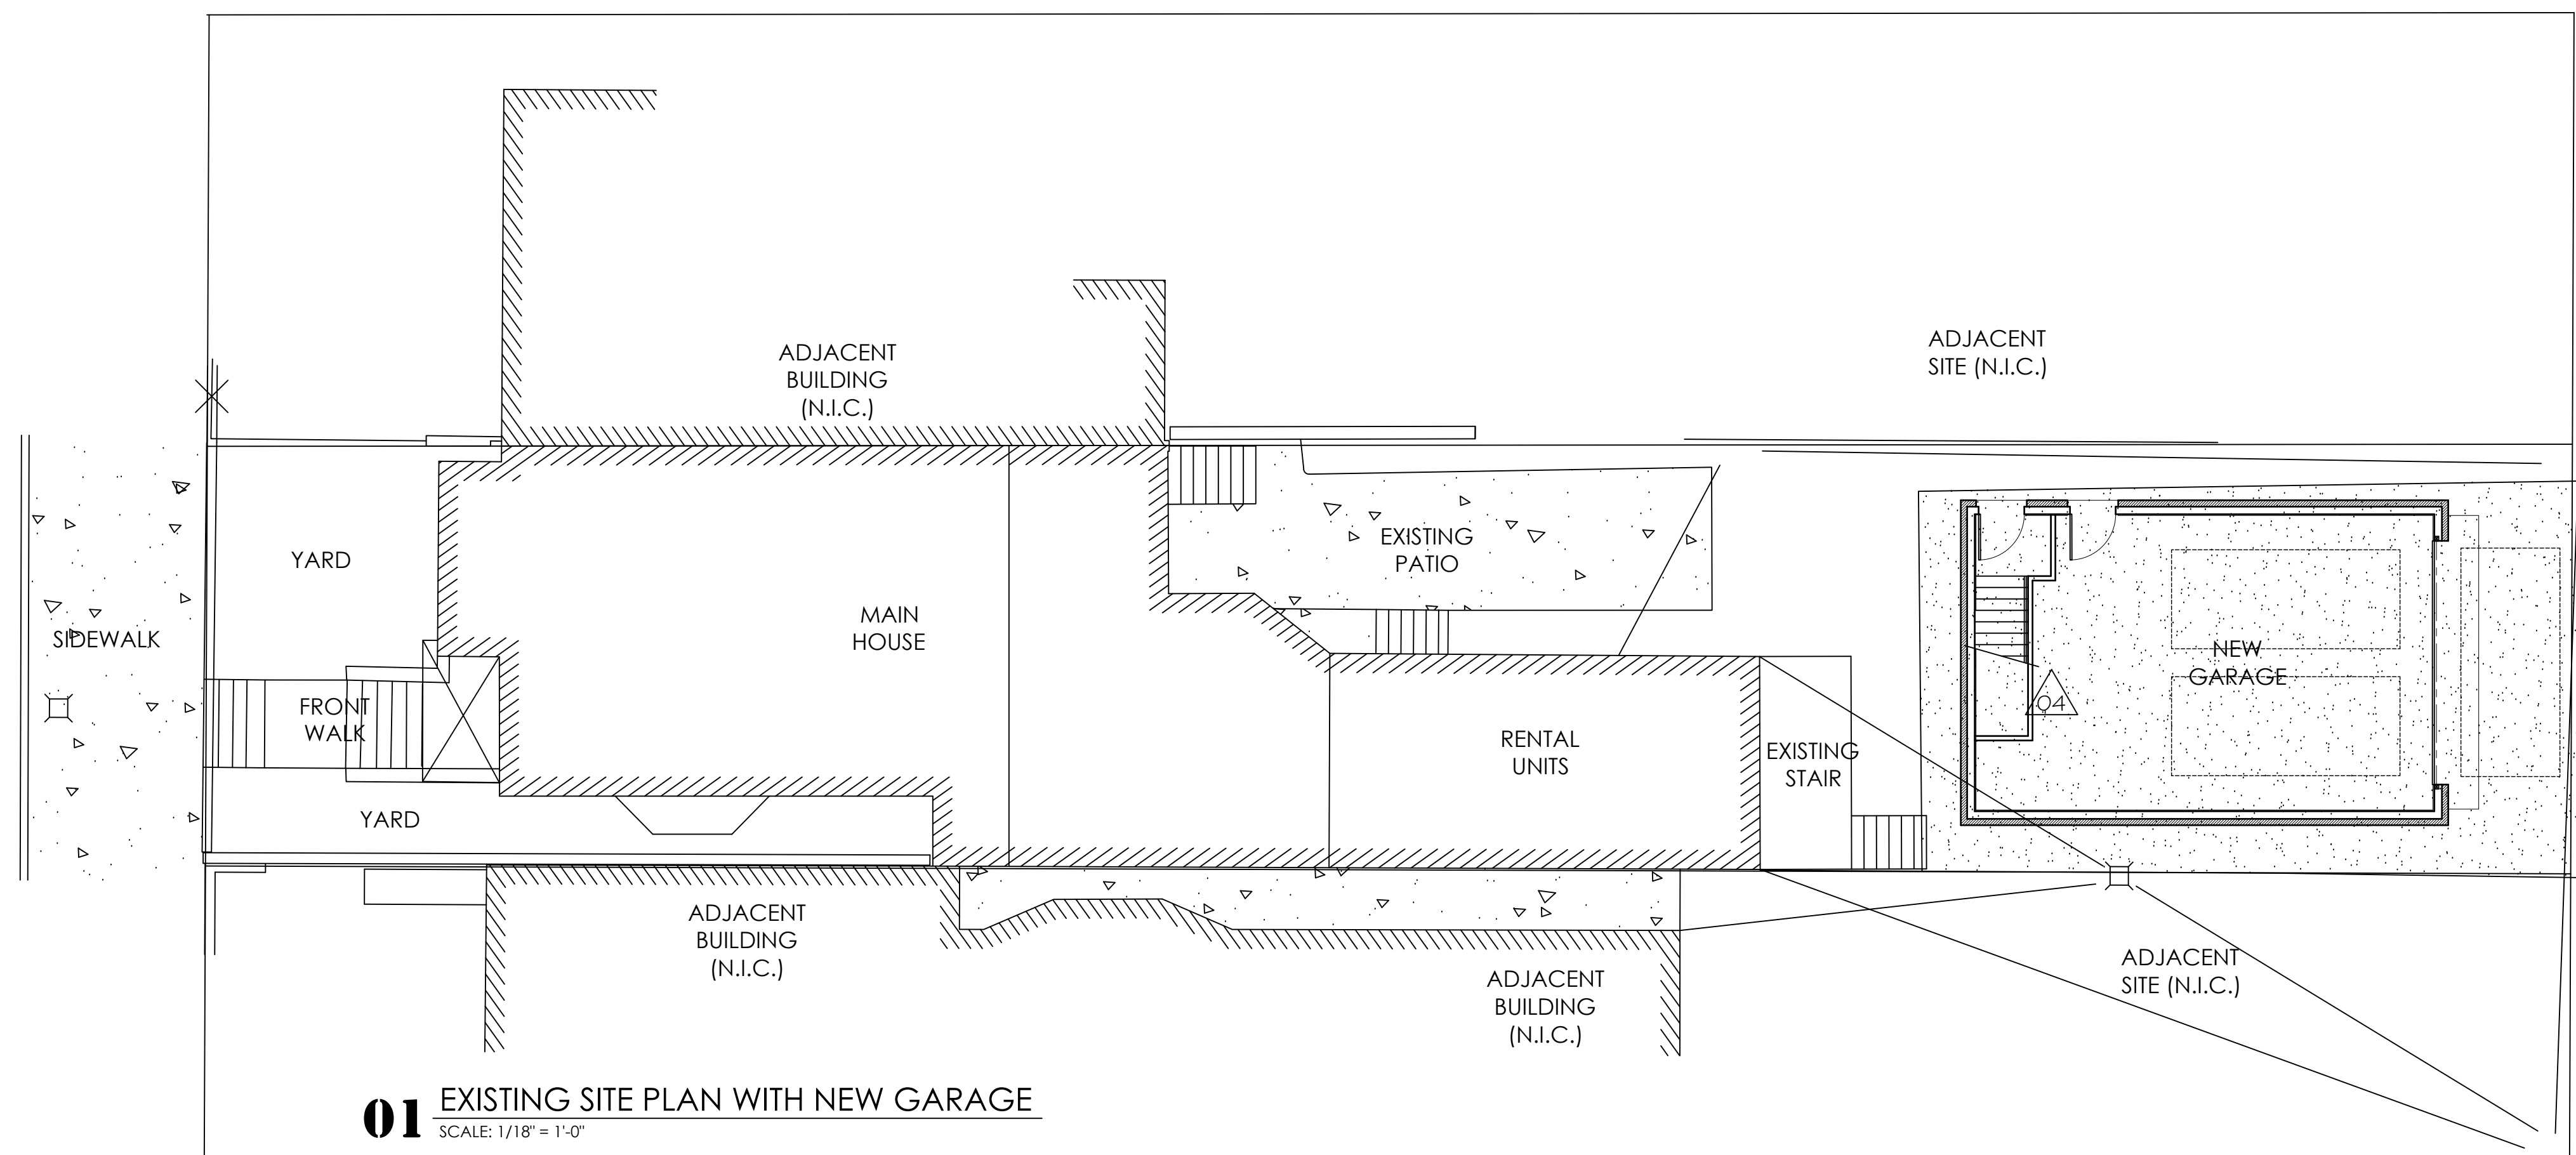 ADJACENT
BUILDING
(N.I.C.)
ADJACENT
SITE (N.I.C.)
YARD
EXISTING
PATIO
MAIN
HOUSE
SIDEWALK
NEW
GARAGE
04
FRONT
WALK
RENTAL
UNITS
EXISTING
STAIR
YARD
ADJACENT
BUILDING
(N.I.C.)
ADJACENT
BUILDING
(N.I.C.)
ADJACENT
SITE (N.I.C.)
01 EXISTING SITE PLAN WITH NEW GARAGE
SCALE: 1/18" = 1'-0"